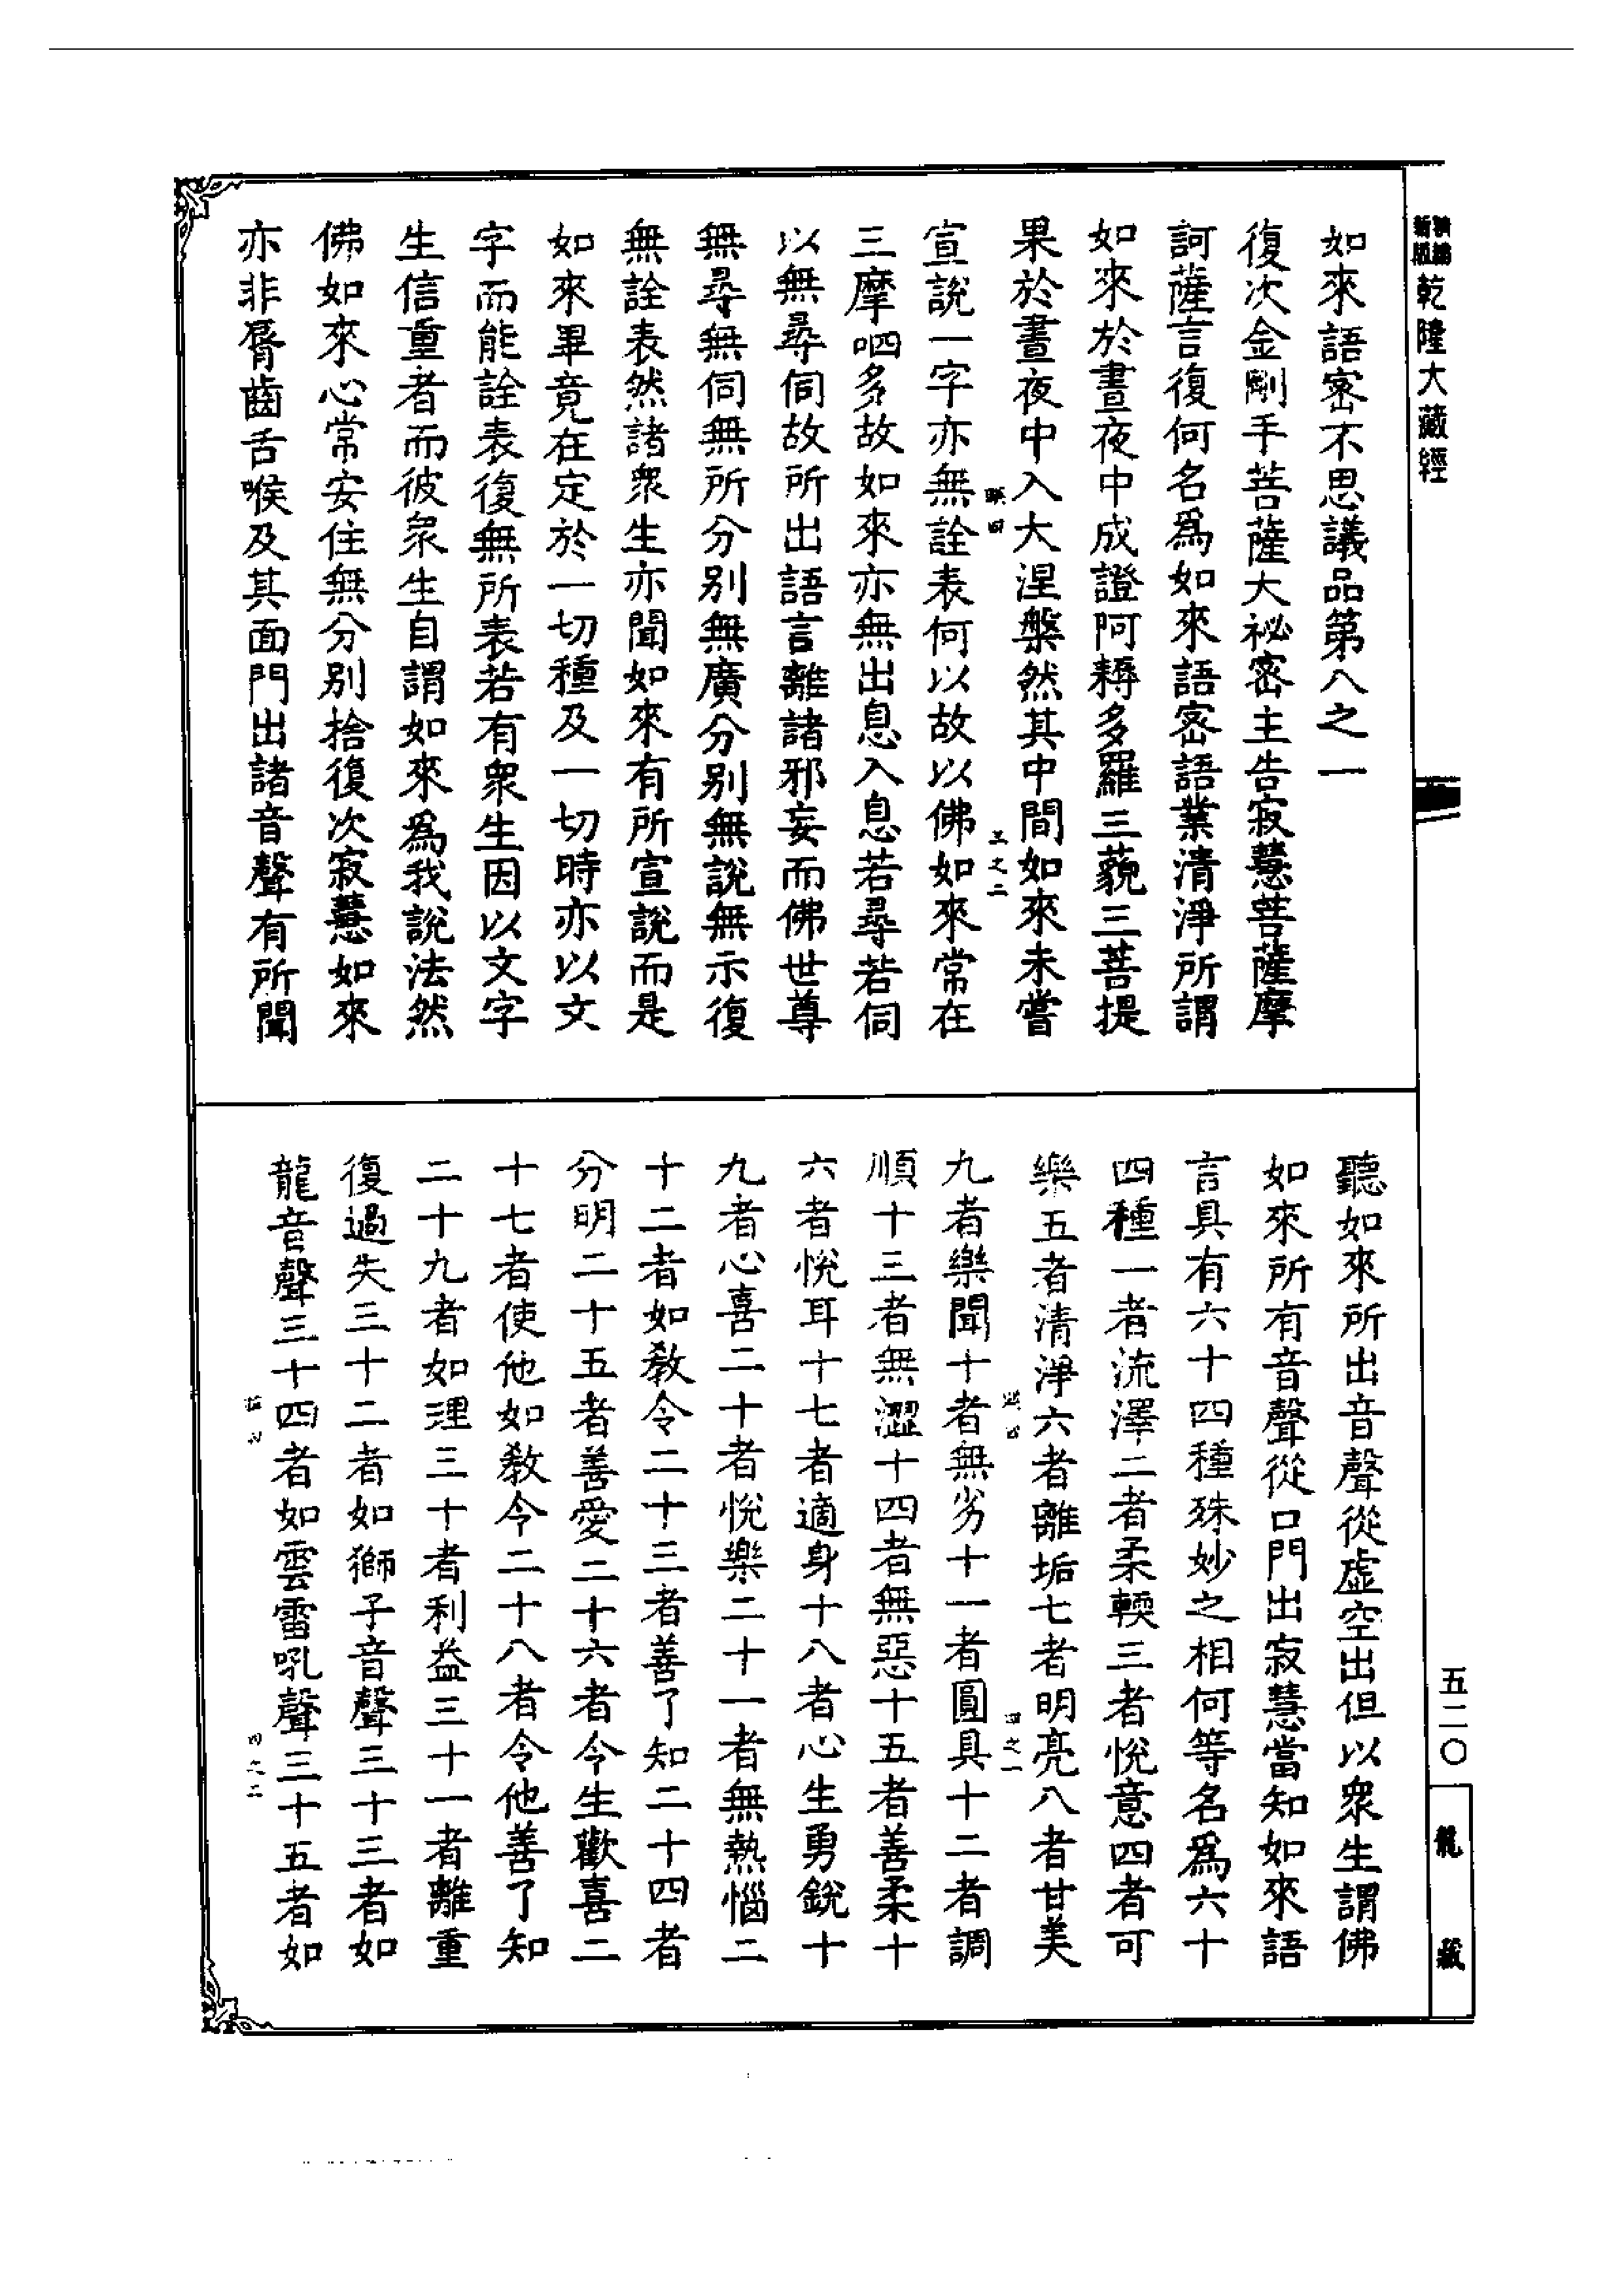 精編新版乾隆大藏經
如來語密不思議品第八之一
復次金剛手菩薩大祕密主告寂慧菩薩摩
訶薩言復何名爲如來語密語業清淨所謂
如來於晝夜中成證阿耨多羅三藐三菩提
果於晝夜中入大涅槃然其中間如來未嘗
宣說一字亦無詮表何以故以佛如來常在
三摩呬多故如來亦無出息入息若尋若伺
以無尋伺故所出語言離諸邪妄而佛世尊
無尋無伺無所分別無廣分別無說無示復
無詮表然諸衆生亦聞如來有所宣說而是
如來畢竟在定於一切種及一切時亦以文
字而能詮表復無所表若有衆生因以文字
生信重者而彼衆生自謂如來爲我說法然
佛如來心常安住無分別捨復次寂慧如來
亦非脣齒舌喉及其面門出諸音聲有所聞
聽如來所出音聲從虛空出但以衆生謂佛
如來所有音聲從口門出寂慧當知如來語
言具有六十四種殊妙之相何等名爲六十
四種一者流澤二者柔輭三者悅意四者可
樂五者清淨六者離垢七者明亮八者甘美
九者樂聞十者無劣十一者圓具十二者調
順十三者無澀十四者無惡十五者善柔十
六者悅耳十七者適身十八者心生勇銳十
九者心喜二十者悅樂二十一者無熱惱二
十二者如教令二十三者善了知二十四者
分明二十五者善愛二十六者令生歡喜二
十七者使他如教令二十八者令他善了知
二十九者如理三十者利益三十一者離重
復過失三十二者如獅子音聲三十三者如
龍音聲三十四者如雲雷吼聲三十五者如
五二〇
龍藏